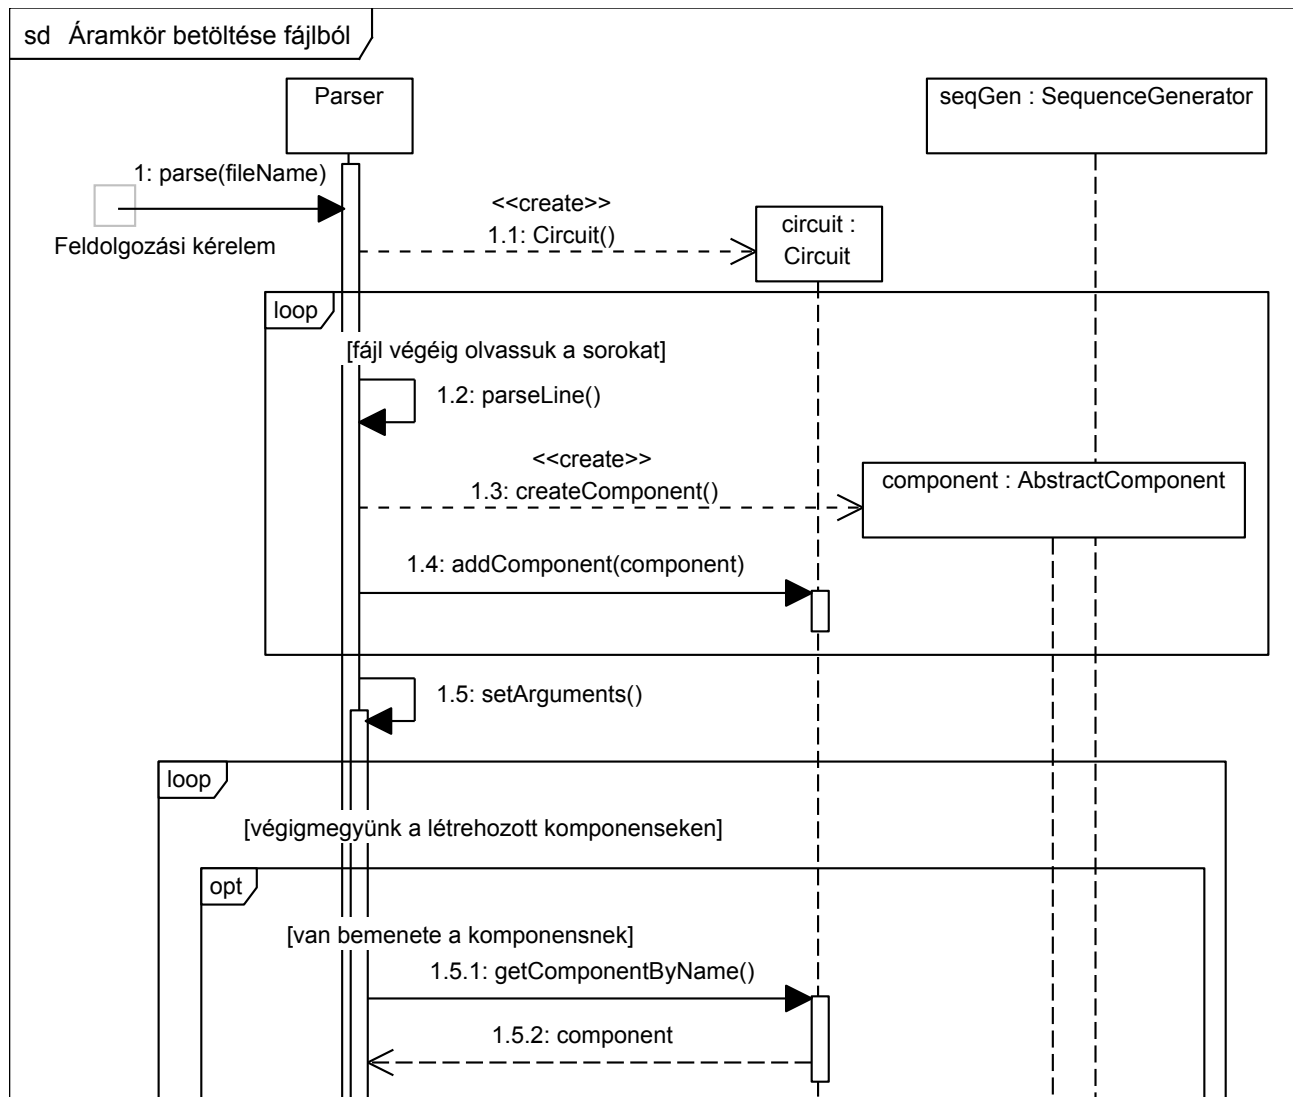 sd Áramkör betöltése fájlból
Parser
seqGen : SequenceGenerator
1: parse(fileName)
Feldolgozási kérelem
<<create>>
1.1: Circuit()
circuit :
Circuit
loop
[fájl végéig olvassuk a sorokat]
1.2: parseLine()
<<create>>
1.3: createComponent()
component : AbstractComponent
1.4: addComponent(component)
1.5: setArguments()
loop
[végigmegyünk a létrehozott komponenseken]
opt
[van bemenete a komponensnek]
1.5.1: getComponentByName()
1.5.2: component